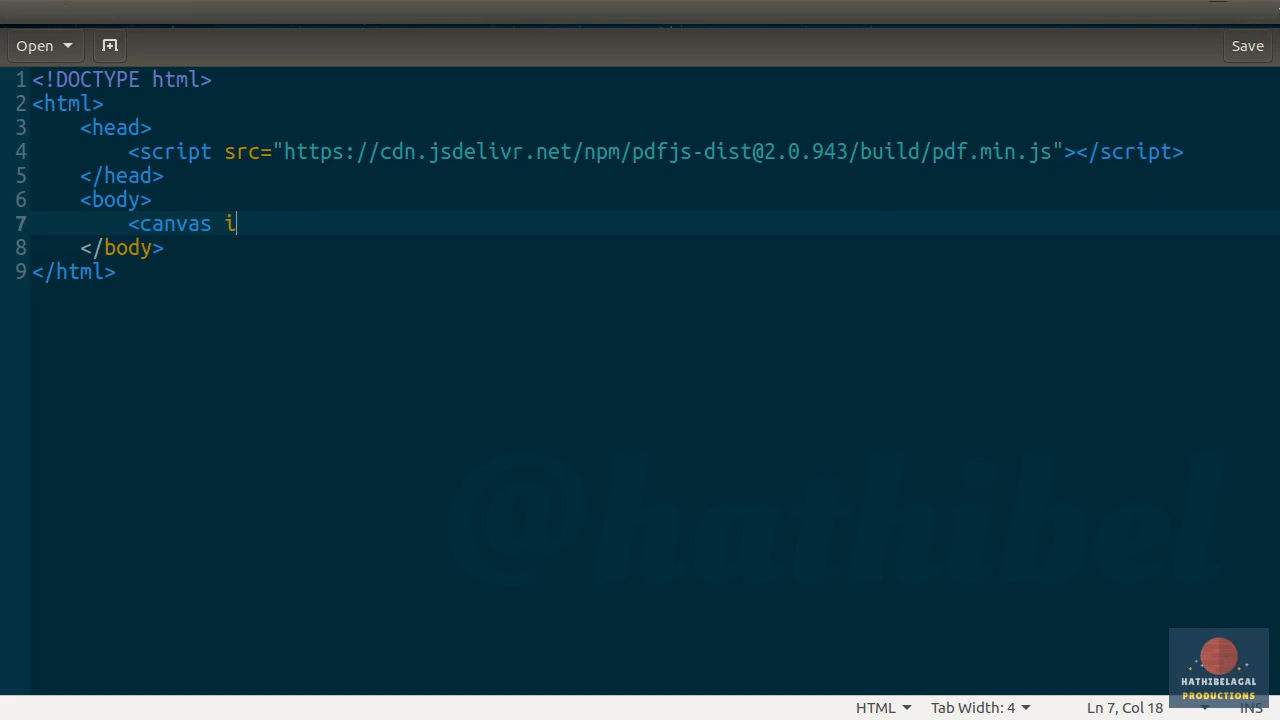 Open
Save
1 <!DOCTYPE html>
2 <html>
3 <head>
4 <script src="https://cdn.jsdelivr.net/npm/pdfjs-dist@2.0.943/build/pdf.min.js"></script>
5 </head>
6 <body>
7 <canvas i
8 </body>
9 </html>
@hathibel
HATHIBELAGAL
PRODUCTIONS
HTML Tab Width: 4 Ln 7, Col 18 INS